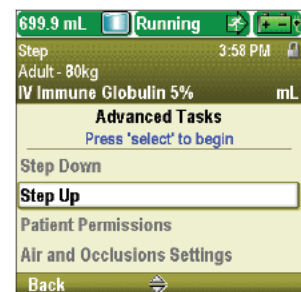 699.9 mL Running
Step 3:58 PM
Adult - 80kg
IV Immune Globulin 5% mL
Advanced Tasks
Press 'select' to begin
Step Down
Step Up
Patient Permissions
Air and Occlusions Settings
Back